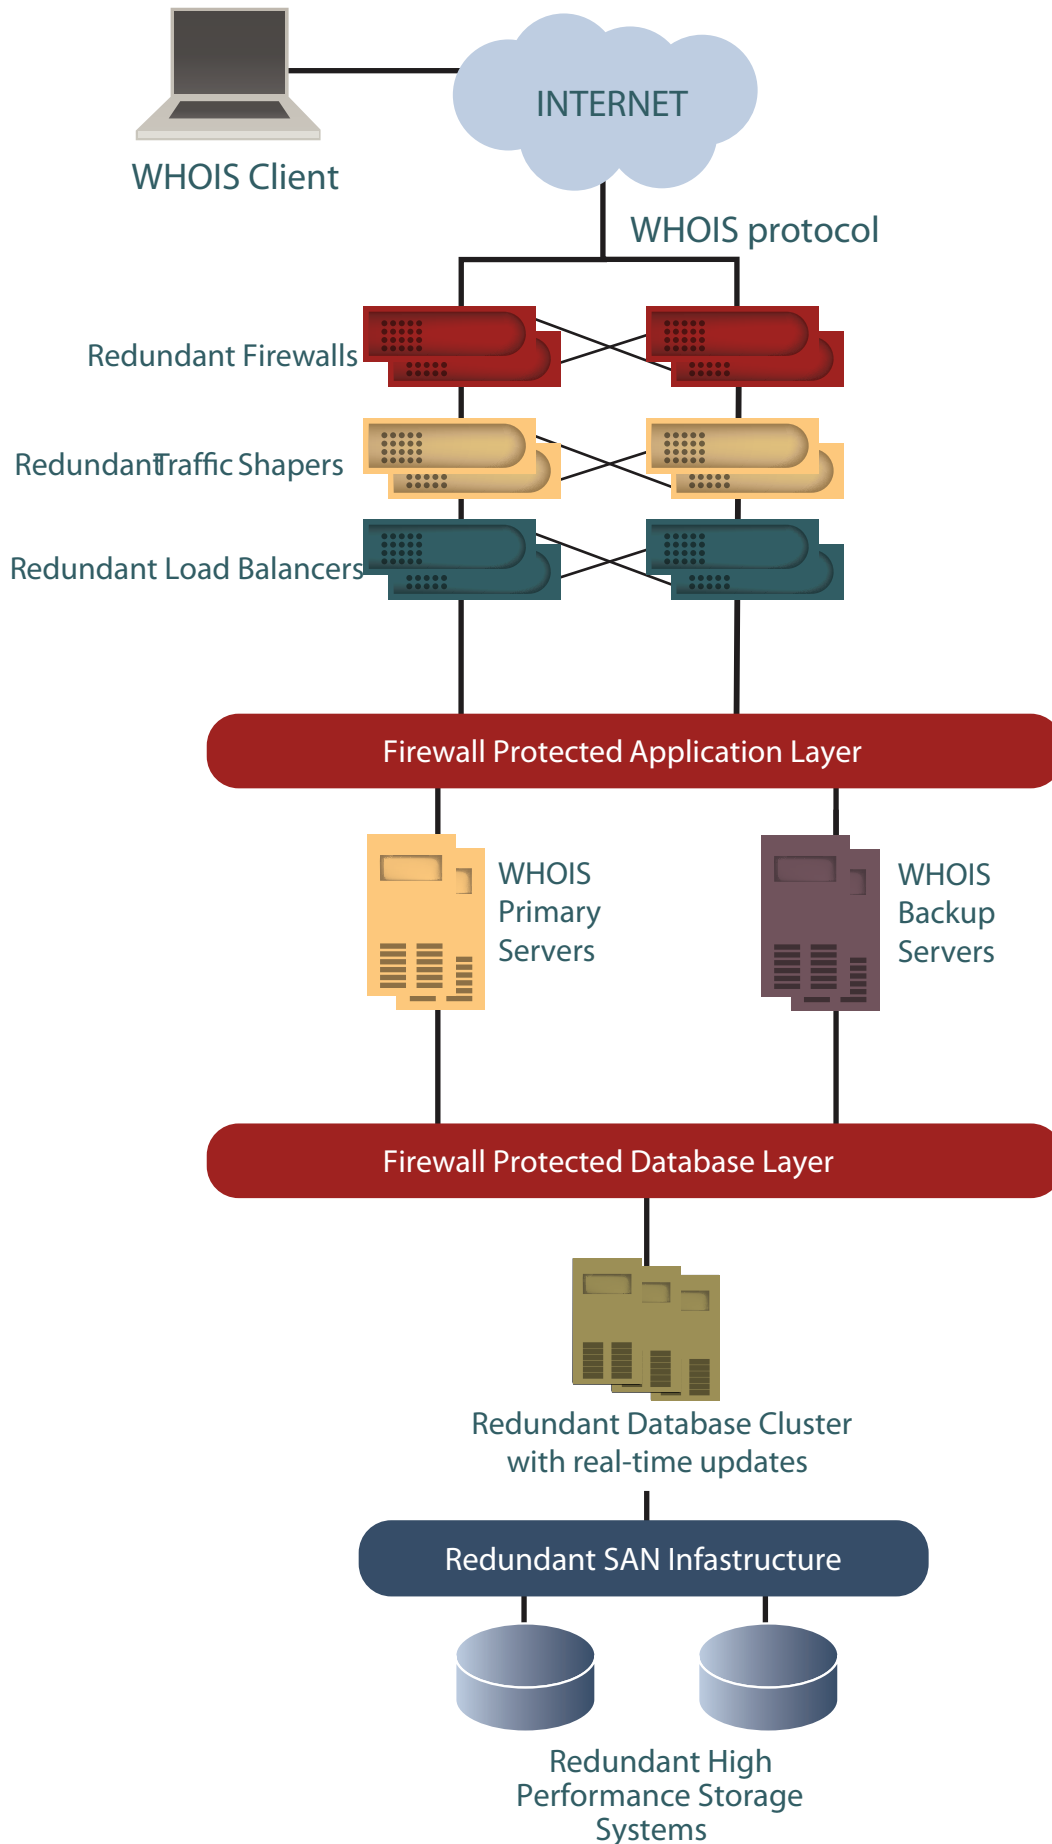 INTERNET
WHOIS Client
WHOIS protocol
Redundant Firewalls
Redundant Traffic Shapers
Redundant Load Balancers
Firewall Protected Application Layer
WHOIS
Primary
Servers
WHOIS
Backup
Servers
Firewall Protected Database Layer
Redundant Database Cluster
with real-time updates
Redundant SAN Infastructure
Redundant High
Performance Storage
Systems